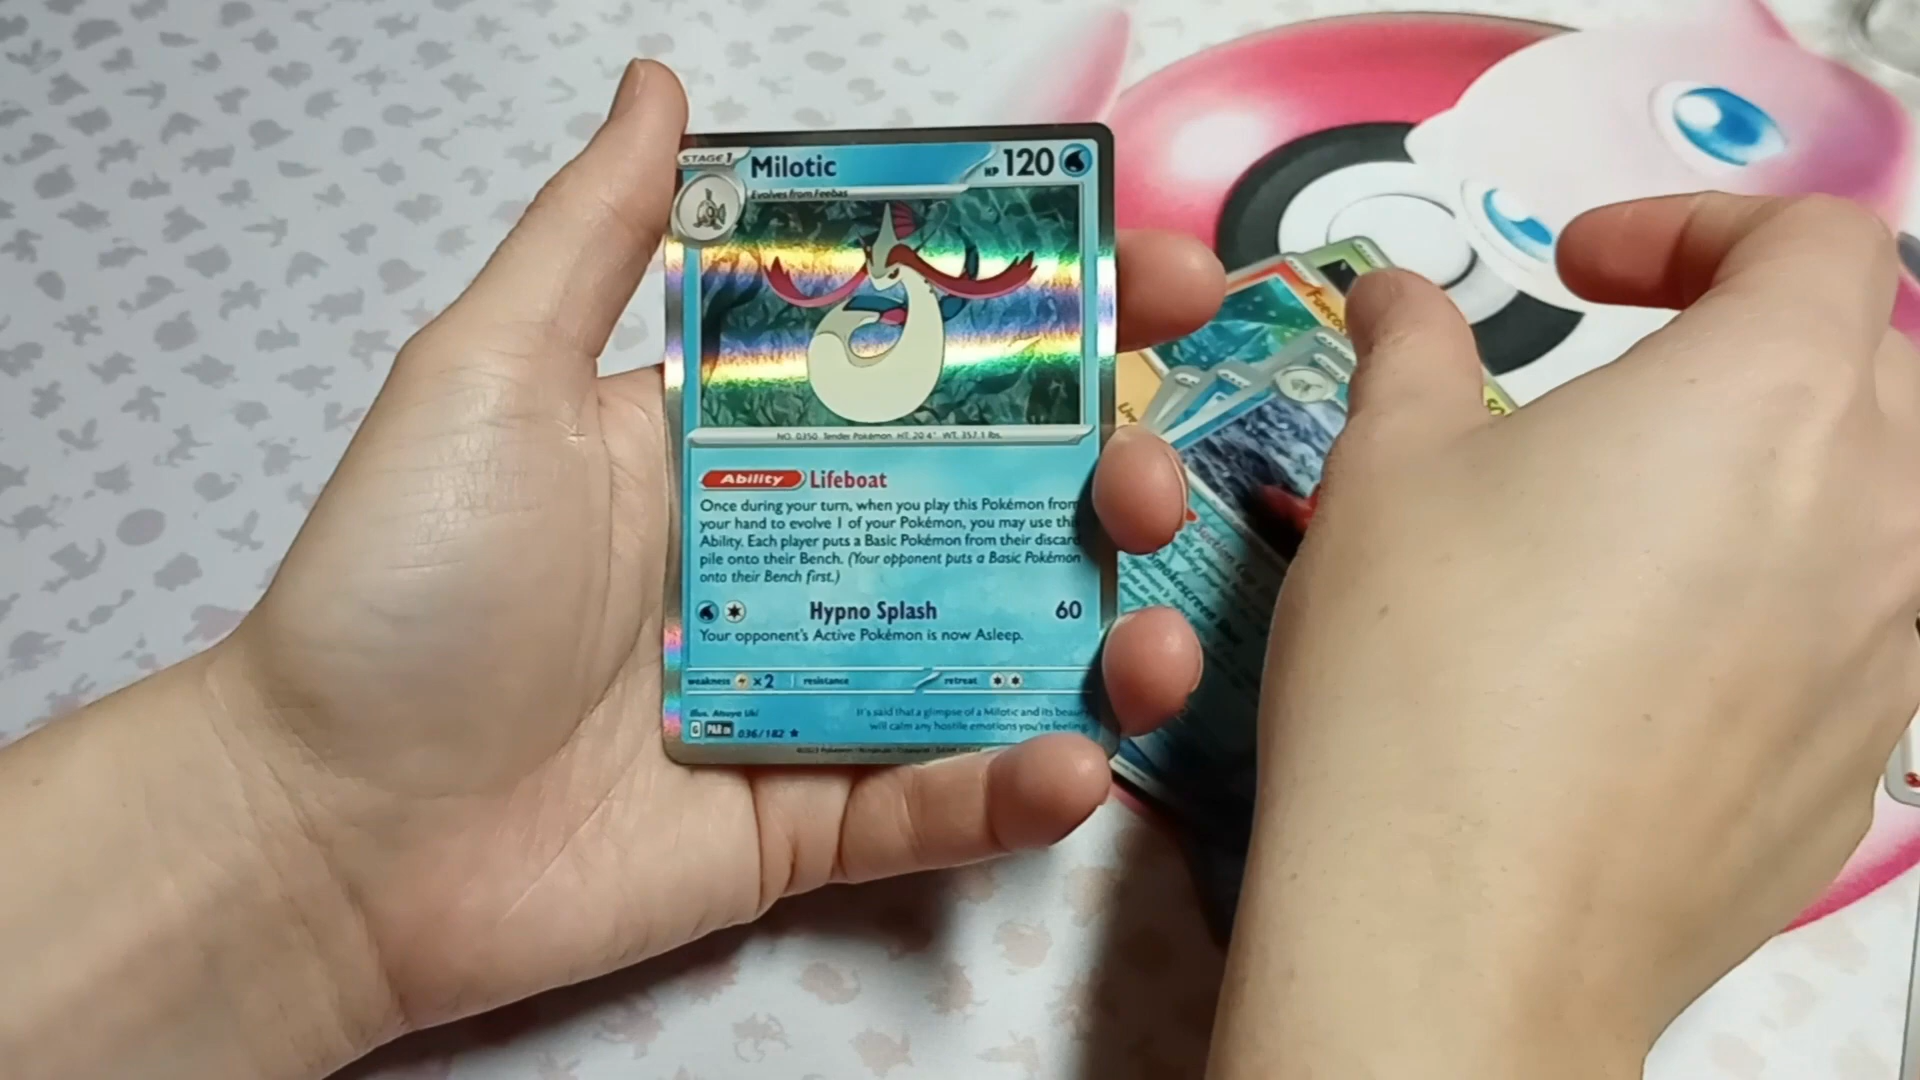 STAGE 1 Milotic HP 120
Evolves from Feebas
NO. 0350 Tender Pokémon HT. 20'4" WT. 357.1 lbs.
Ability Lifeboat
Once during your turn, when you play this Pokémon from
your hand to evolve 1 of your Pokémon, you may use this
Ability. Each player puts a Basic Pokémon from their discard
pile onto their Bench. (Your opponent puts a Basic Pokémon
onto their Bench first.)
Hypno Splash 60
Your opponent's Active Pokémon is now Asleep.
weakness x2 resistance retreat
Illus. Atsuya Uki
It's said that a glimpse of a Milotic and its beauty
will calm any hostile emotions you're feeling.
G PAR EN 036/182 ★
Suction Cup
Smokescreen